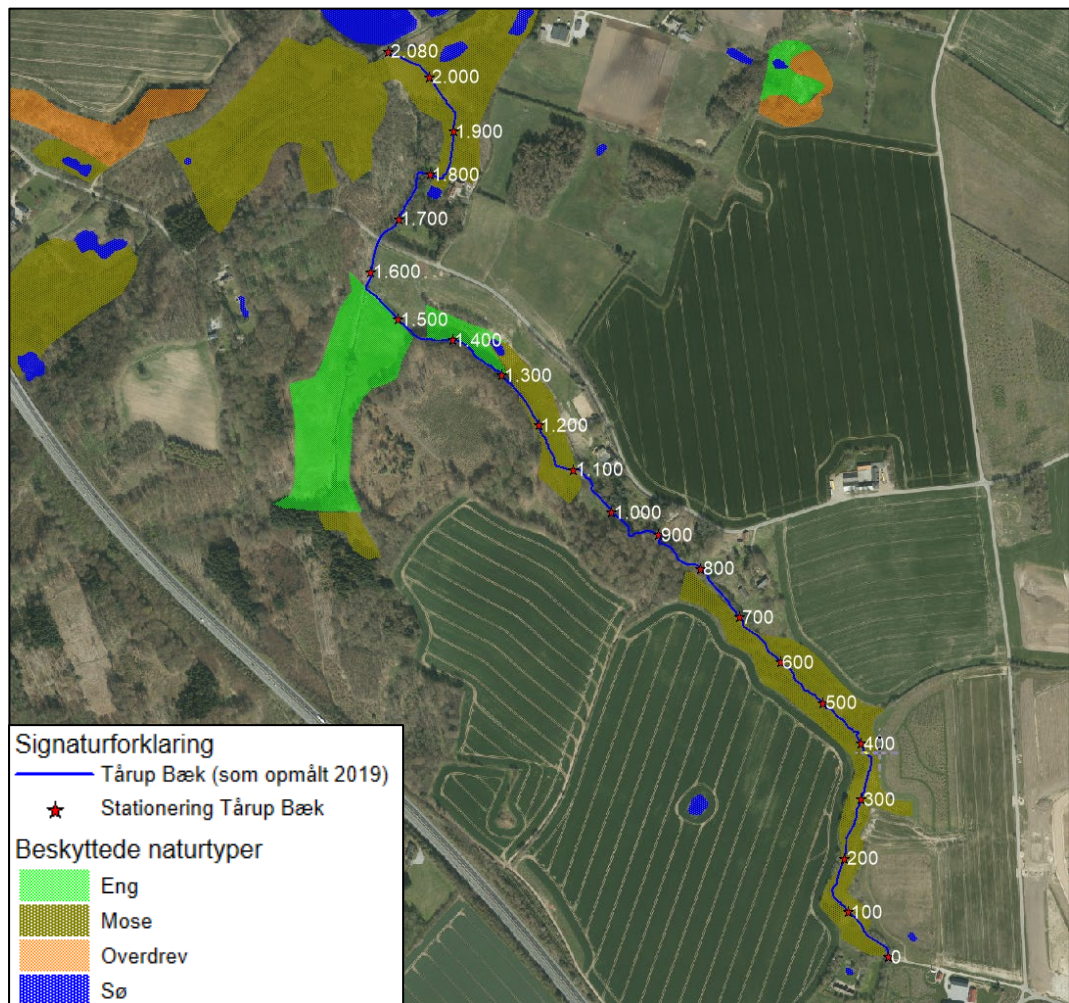 2.080
2.000
1.900
1.800
1.700
1.600
1.500
1.400
1.300
1.200
1.100
1.000
900
800
700
600
500
400
300
200
100
0
Signaturforklaring
Tårup Bæk (som opmålt 2019)
Stationering Tårup Bæk
Beskyttede naturtyper
Eng
Mose
Overdrev
Sø